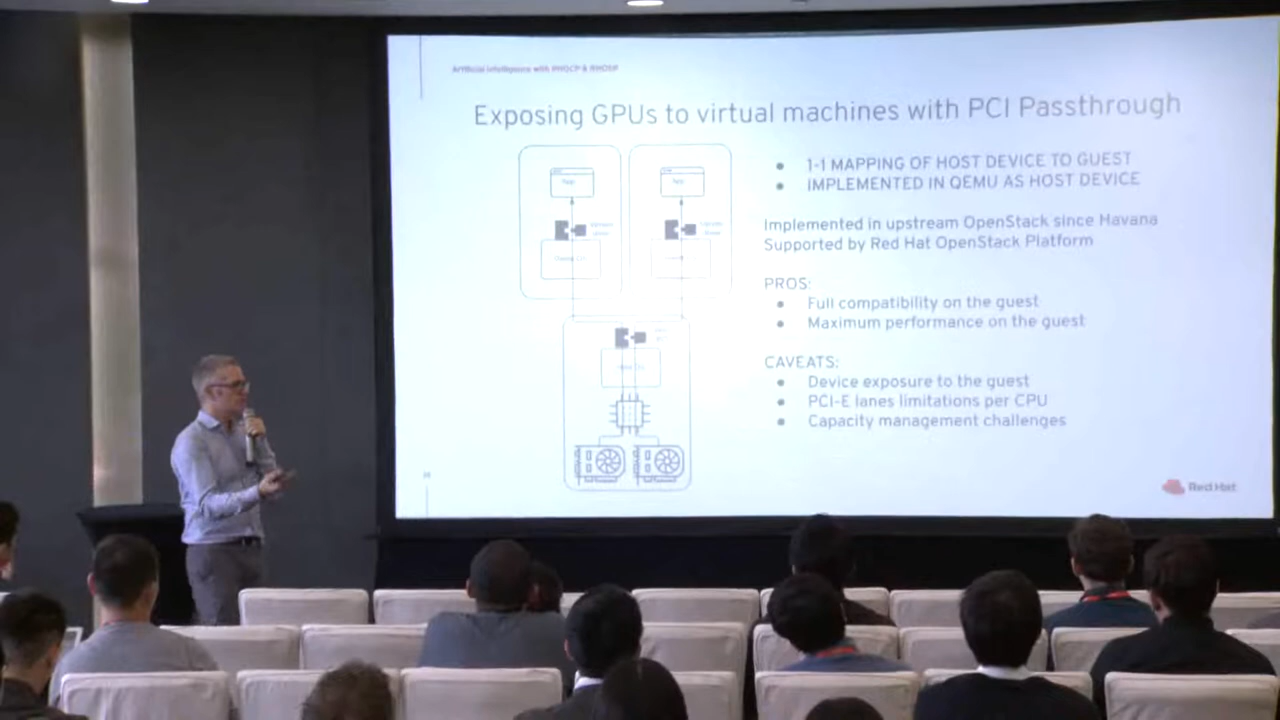 Artificial Intelligence with RHOCP & RHOSP
Exposing GPUs to virtual machines with PCI Passthrough
1-1 MAPPING OF HOST DEVICE TO GUEST
IMPLEMENTED IN QEMU AS HOST DEVICE
Implemented in upstream OpenStack since Havana
Supported by Red Hat OpenStack Platform
PROS:
Full compatibility on the guest
Maximum performance on the guest
CAVEATS:
Device exposure to the guest
PCI-E lanes limitations per CPU
Capacity management challenges
App
App
Red Hat